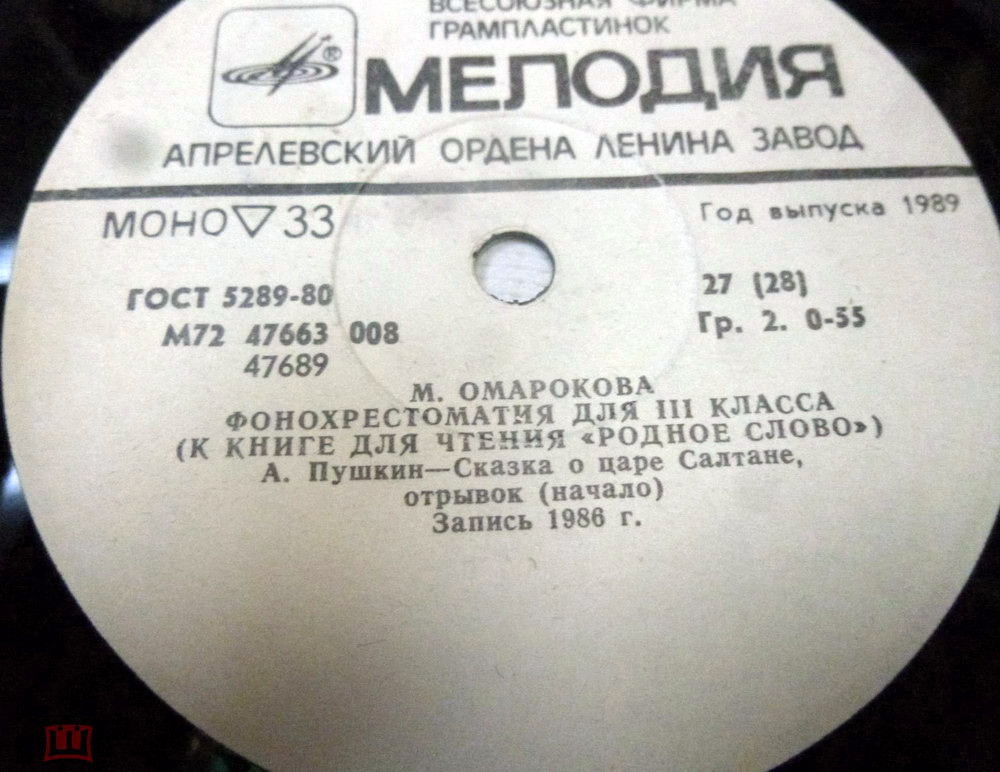 ВСЕСОЮЗНАЯ ФИРМА
ГРАМПЛАСТИНОК
®
МЕЛОДИЯ
АПРЕЛЕВСКИЙ ОРДЕНА ЛЕНИНА ЗАВОД
МОНО 33
Год выпуска 1989
ГОСТ 5289-80
27 (28)
М72 47663 008
Гр. 2. 0-55
47689
М. ОМАРОКОВА
ФОНОХРЕСТОМАТИЯ ДЛЯ III КЛАССА
(К КНИГЕ ДЛЯ ЧТЕНИЯ «РОДНОЕ СЛОВО»)
А. Пушкин—Сказка о царе Салтане,
отрывок (начало)
Запись 1986 г.